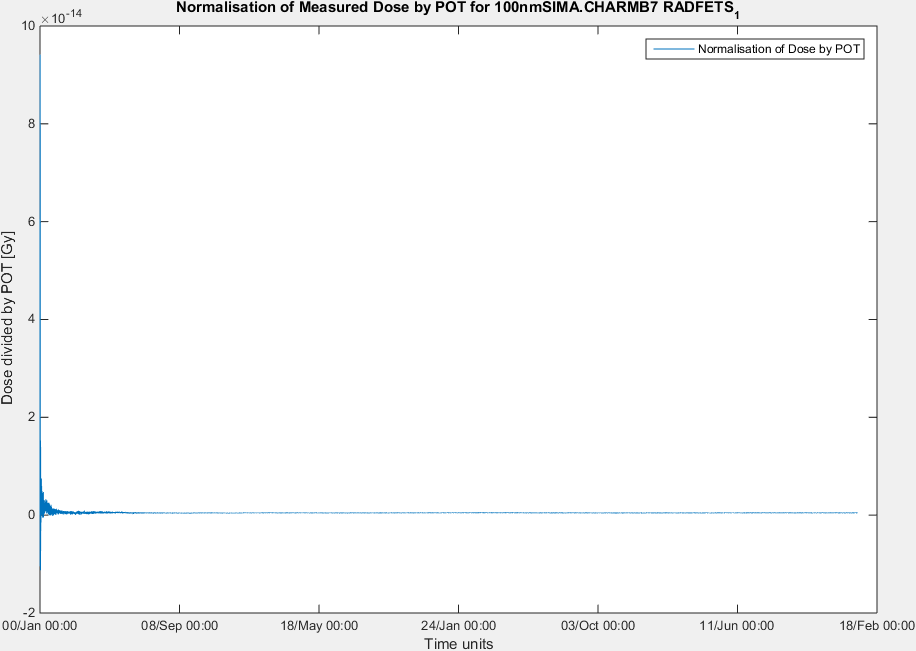 Normalisation of Measured Dose by POT for 100nmSIMA.CHARMB7 RADFETS1
×10-14
Normalisation of Dose by POT
10
8
6
4
2
0
-2
Dose divided by POT [Gy]
00/Jan 00:00 08/Sep 00:00 18/May 00:00 24/Jan 00:00 03/Oct 00:00 11/Jun 00:00 18/Feb 00:00
Time units